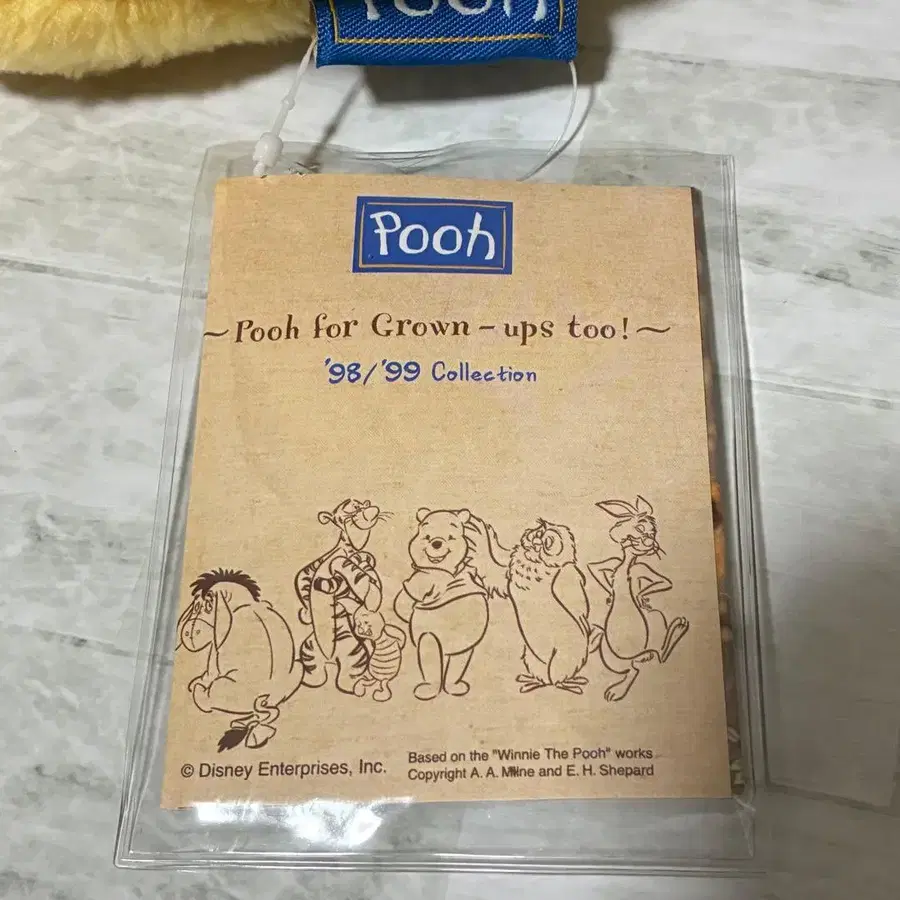 Pooh
Pooh
~Pooh for Grown-ups too!~
'98/'99 Collection
© Disney Enterprises, Inc.
Based on the "Winnie The Pooh" works
Copyright A. A. Milne and E. H. Shepard